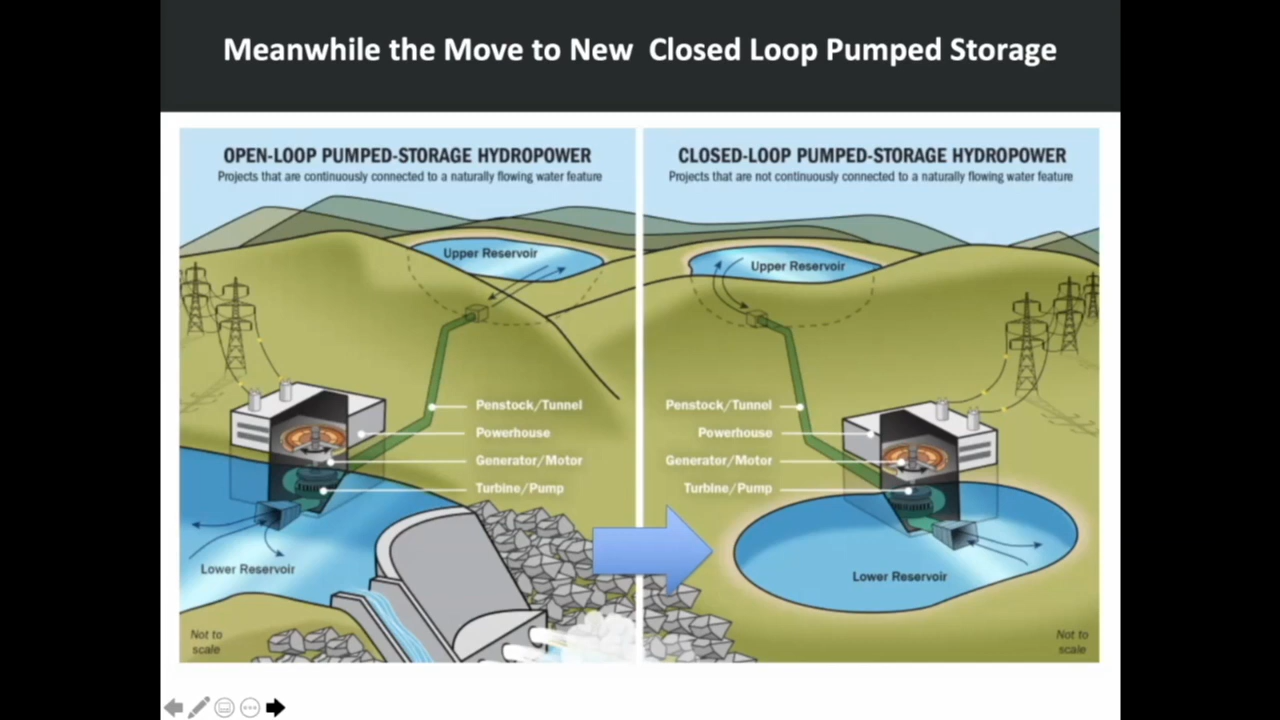 Meanwhile the Move to New Closed Loop Pumped Storage
OPEN-LOOP PUMPED-STORAGE HYDROPOWER
Projects that are continuously connected to a naturally flowing water feature
Upper Reservoir
Penstock/Tunnel
Powerhouse
Generator/Motor
Turbine/Pump
Lower Reservoir
Not to
scale
CLOSED-LOOP PUMPED-STORAGE HYDROPOWER
Projects that are not continuously connected to a naturally flowing water feature
Upper Reservoir
Penstock/Tunnel
Powerhouse
Generator/Motor
Turbine/Pump
Lower Reservoir
Not to
scale